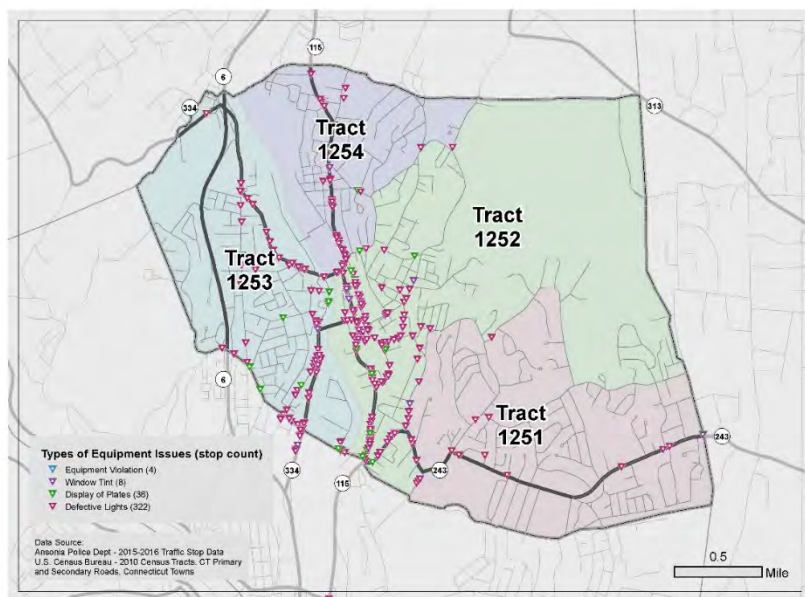 115
6
334
313
Tract
1254
Tract
1252
Tract
1253
6
Tract
1251
243
243
334
115
Types of Equipment Issues (stop count)
Equipment Violation (4)
Window Tint (8)
Display of Plates (36)
Defective Lights (322)
Data Source:
Ansonia Police Dept - 2015-2016 Traffic Stop Data
U.S. Census Bureau - 2010 Census Tracts, CT Primary
and Secondary Roads, Connecticut Towns
0.5
Mile